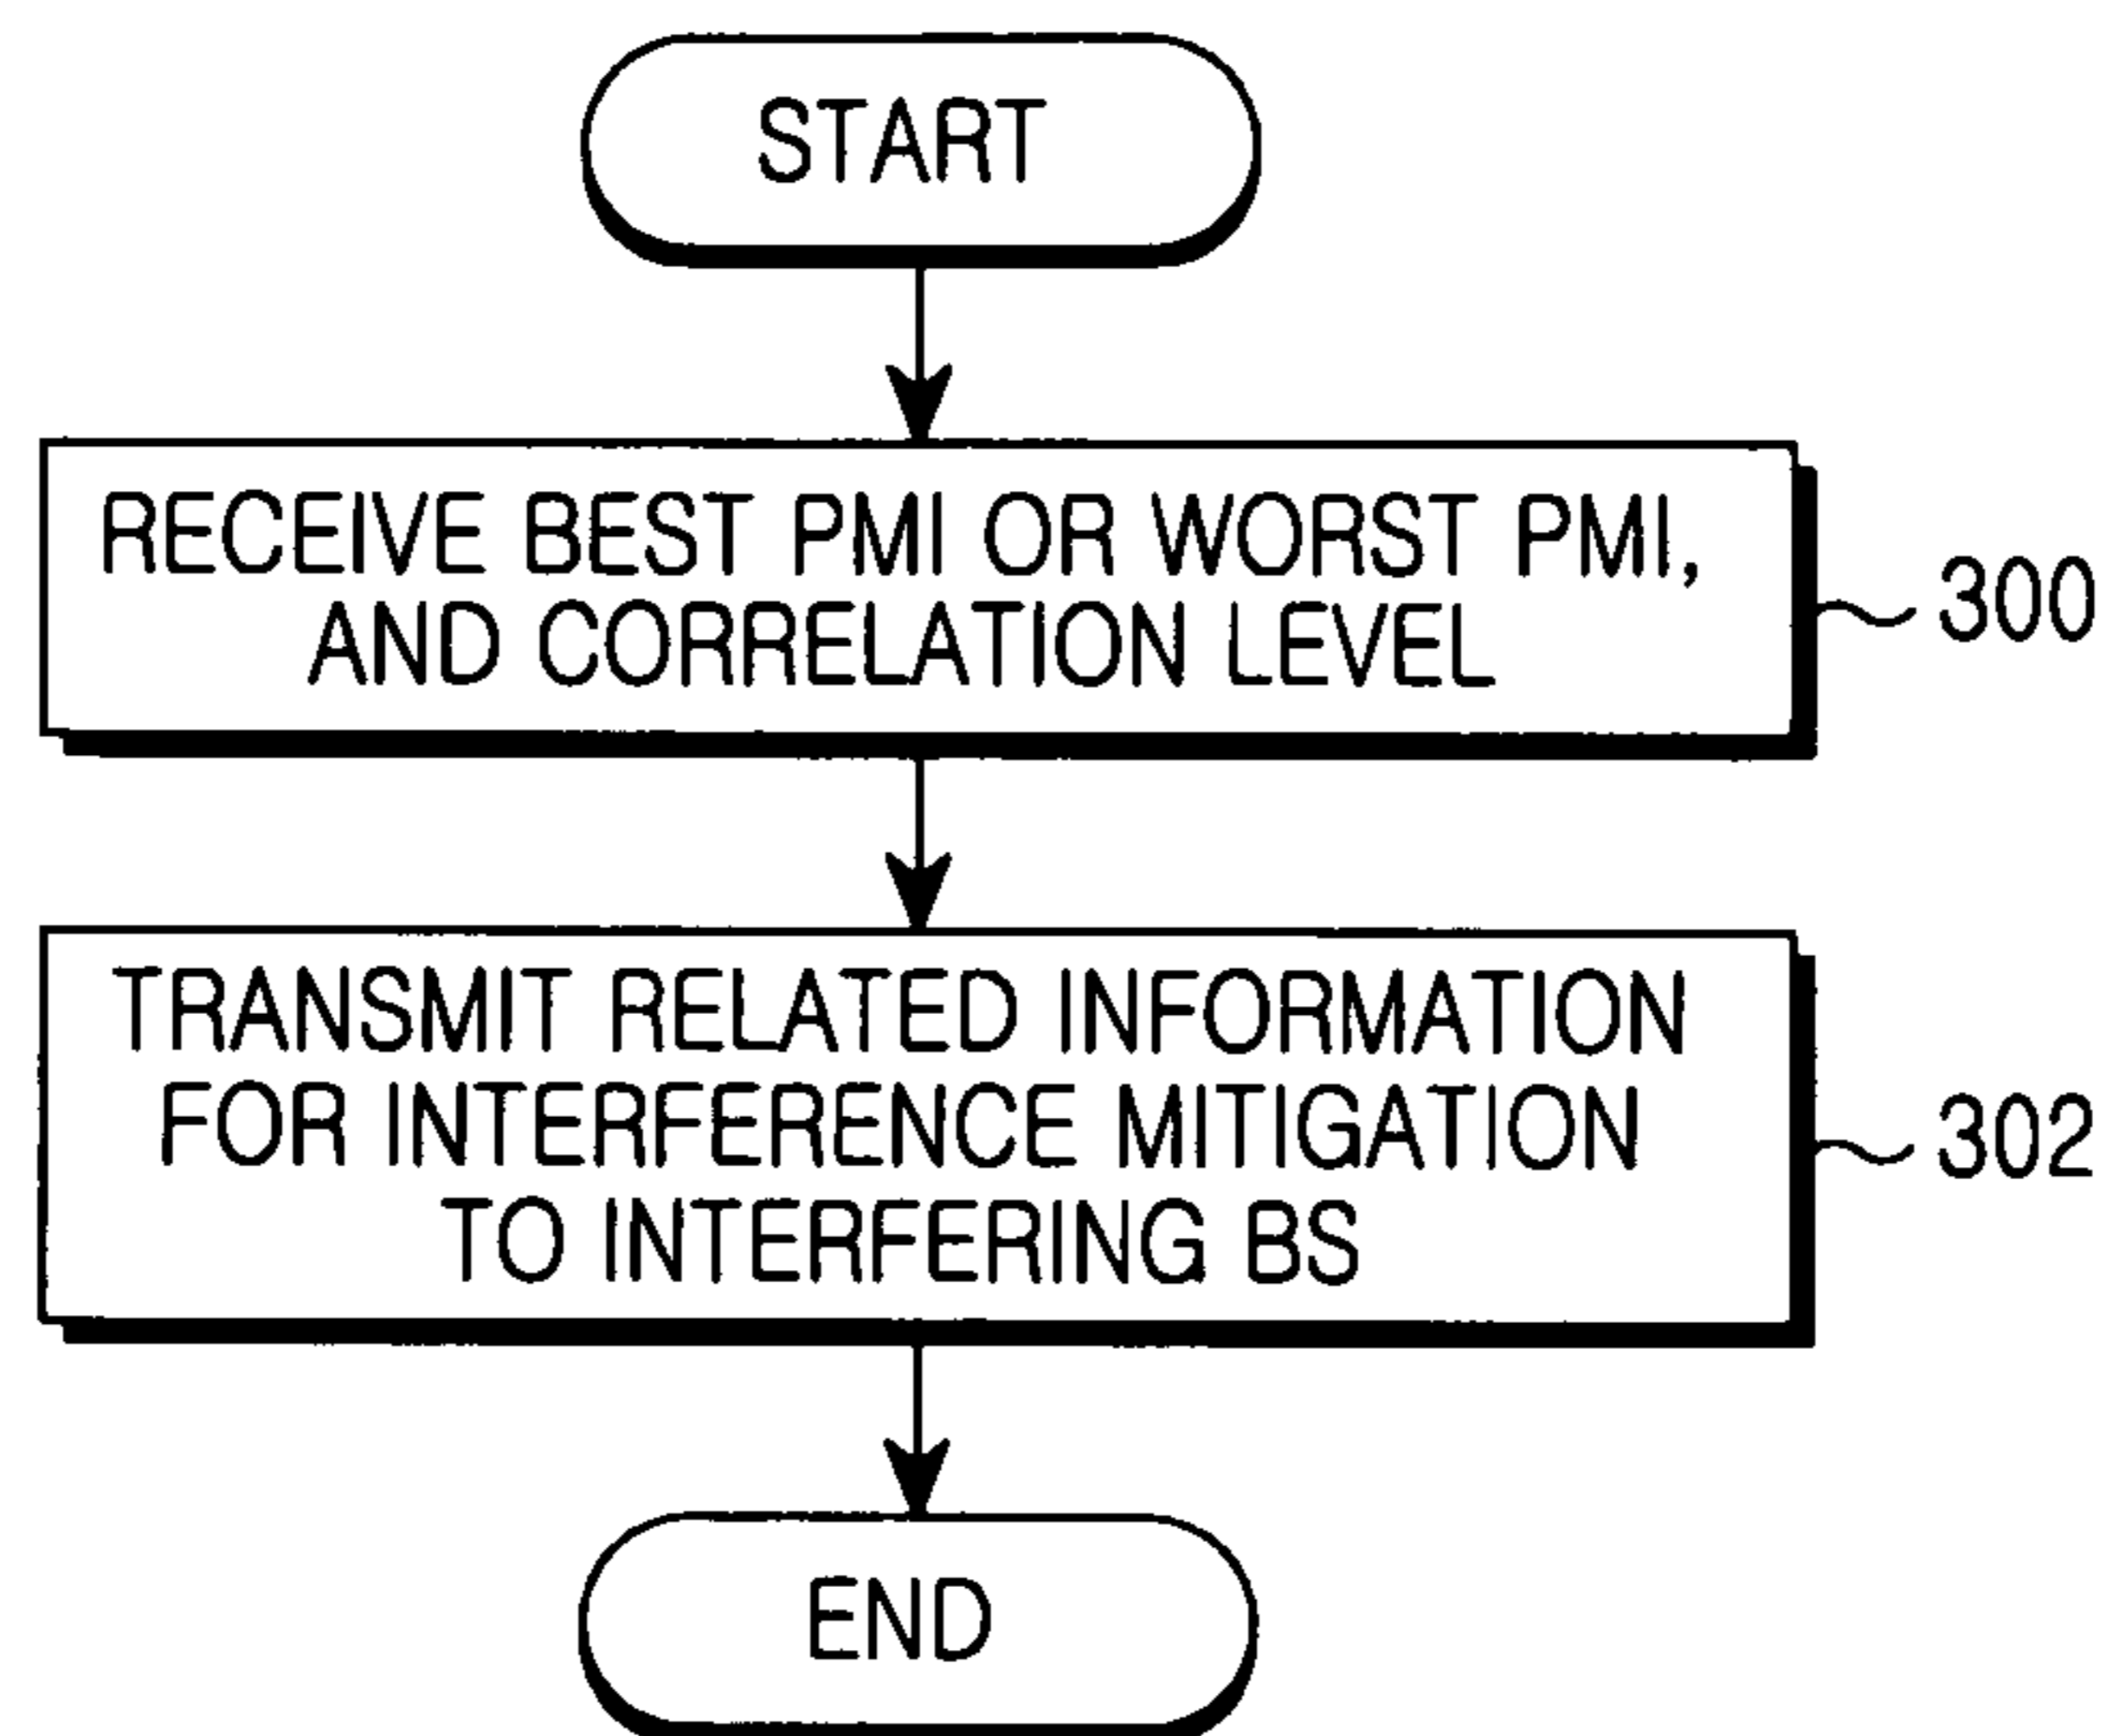 START
RECEIVE BEST PMI OR WORST PMI,
AND CORRELATION LEVEL
300
TRANSMIT RELATED INFORMATION
FOR INTERFERENCE MITIGATION
TO INTERFERING BS
302
END